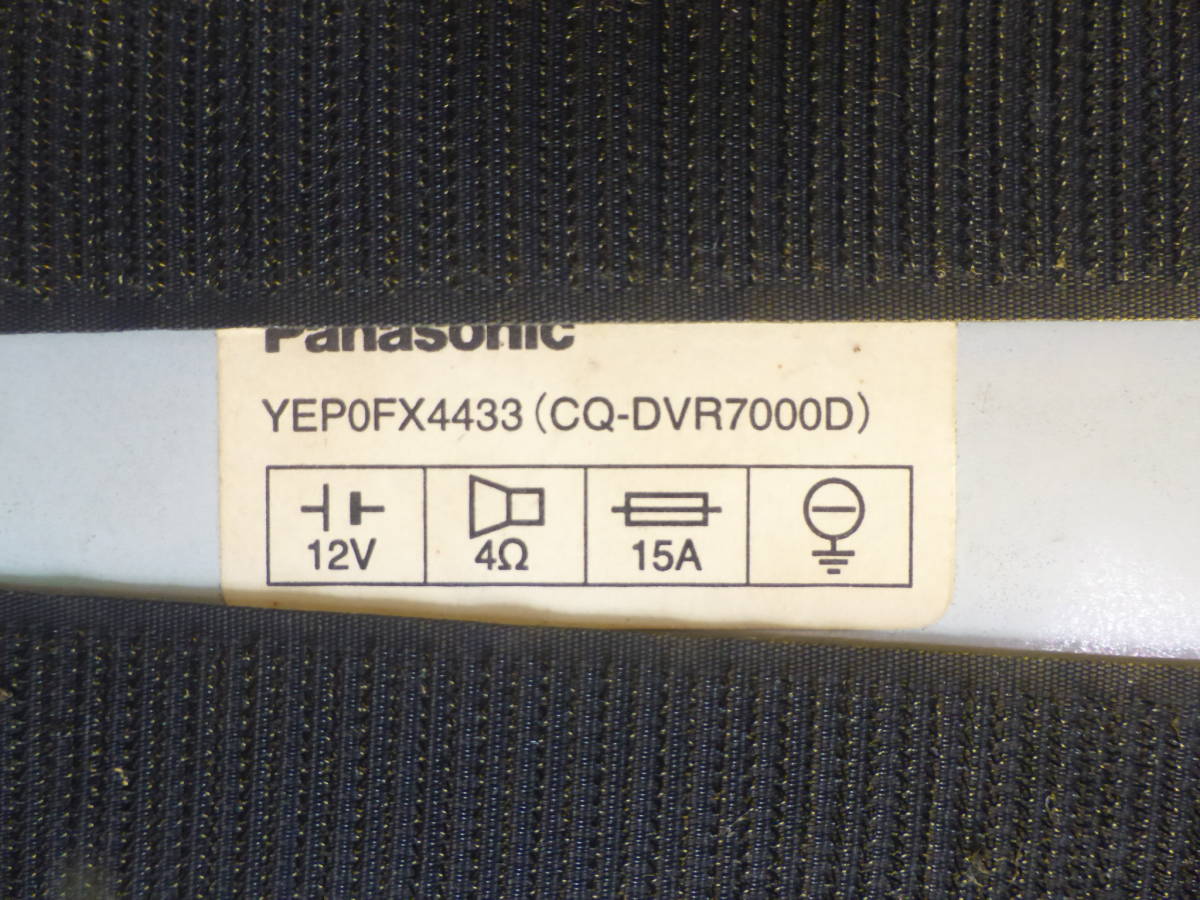 Panasonic
YEP0FX4433 (CQ-DVR7000D)
12V 4Ω 15A